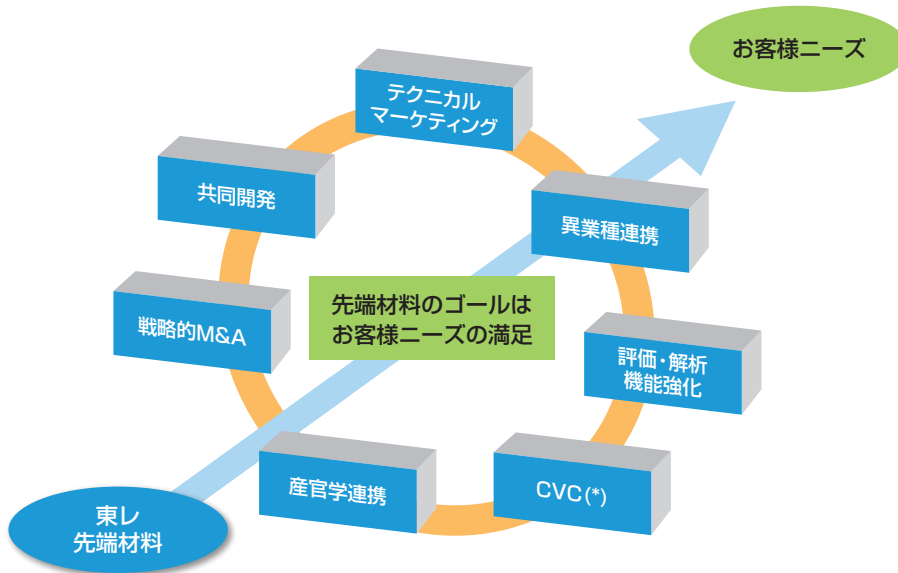 お客様ニーズ
テクニカル
マーケティング
共同開発
異業種連携
先端材料のゴールは
お客様ニーズの満足
戦略的M&A
評価・解析
機能強化
産官学連携
CVC(*)
東レ
先端材料